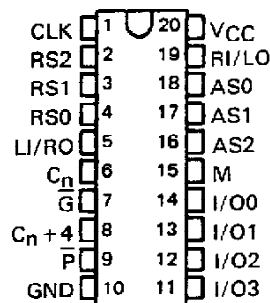 CLK 1 20 VCC
RS2 2 19 RI/LO
RS1 3 18 AS0
RS0 4 17 AS1
LI/RO 5 16 AS2
Cn 6 15 M
G̅ 7 14 I/O0
Cn + 4 8 13 I/O1
P̅ 9 12 I/O2
GND 10 11 I/O3